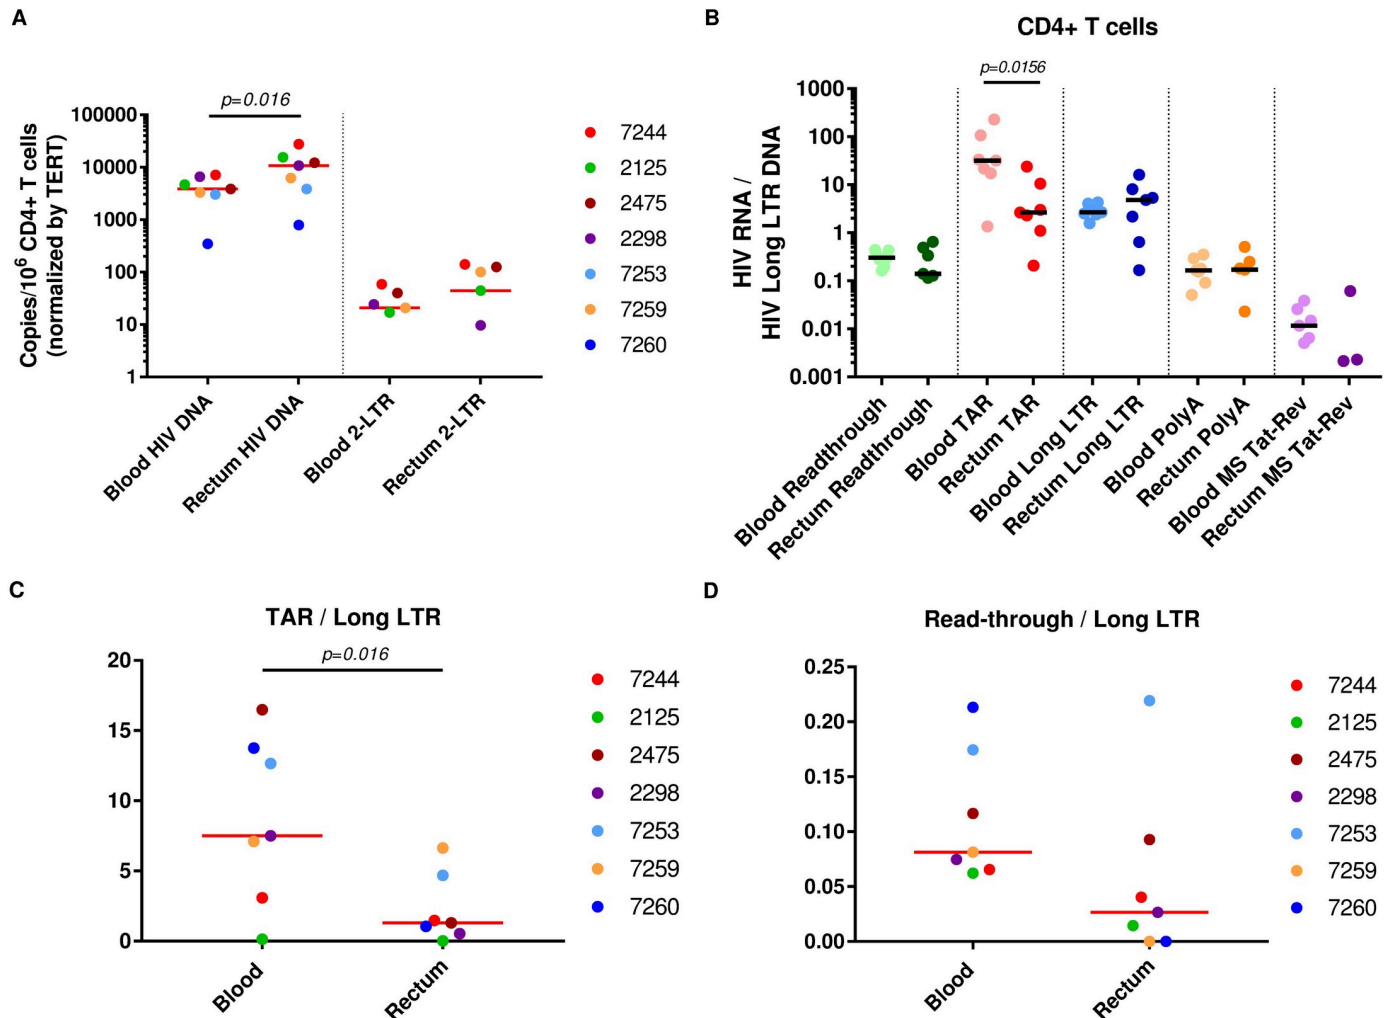 A
p=0.016
Copies/10⁶ CD4+ T cells
(normalized by TERT)
100000
10000
1000
100
10
1
Blood HIV DNA
Rectum HIV DNA
Blood 2-LTR
Rectum 2-LTR
7244
2125
2475
2298
7253
7259
7260
B
CD4+ T cells
p=0.0156
HIV RNA /
HIV Long LTR DNA
1000
100
10
1
0.1
0.01
0.001
Blood Readthrough
Rectum Readthrough
Blood TAR
Rectum TAR
Blood Long LTR
Rectum Long LTR
Blood PolyA
Rectum PolyA
Blood MS Tat-Rev
Rectum MS Tat-Rev
C
TAR / Long LTR
p=0.016
20
15
10
5
0
Blood
Rectum
7244
2125
2475
2298
7253
7259
7260
D
Read-through / Long LTR
0.25
0.20
0.15
0.10
0.05
0.00
Blood
Rectum
7244
2125
2475
2298
7253
7259
7260